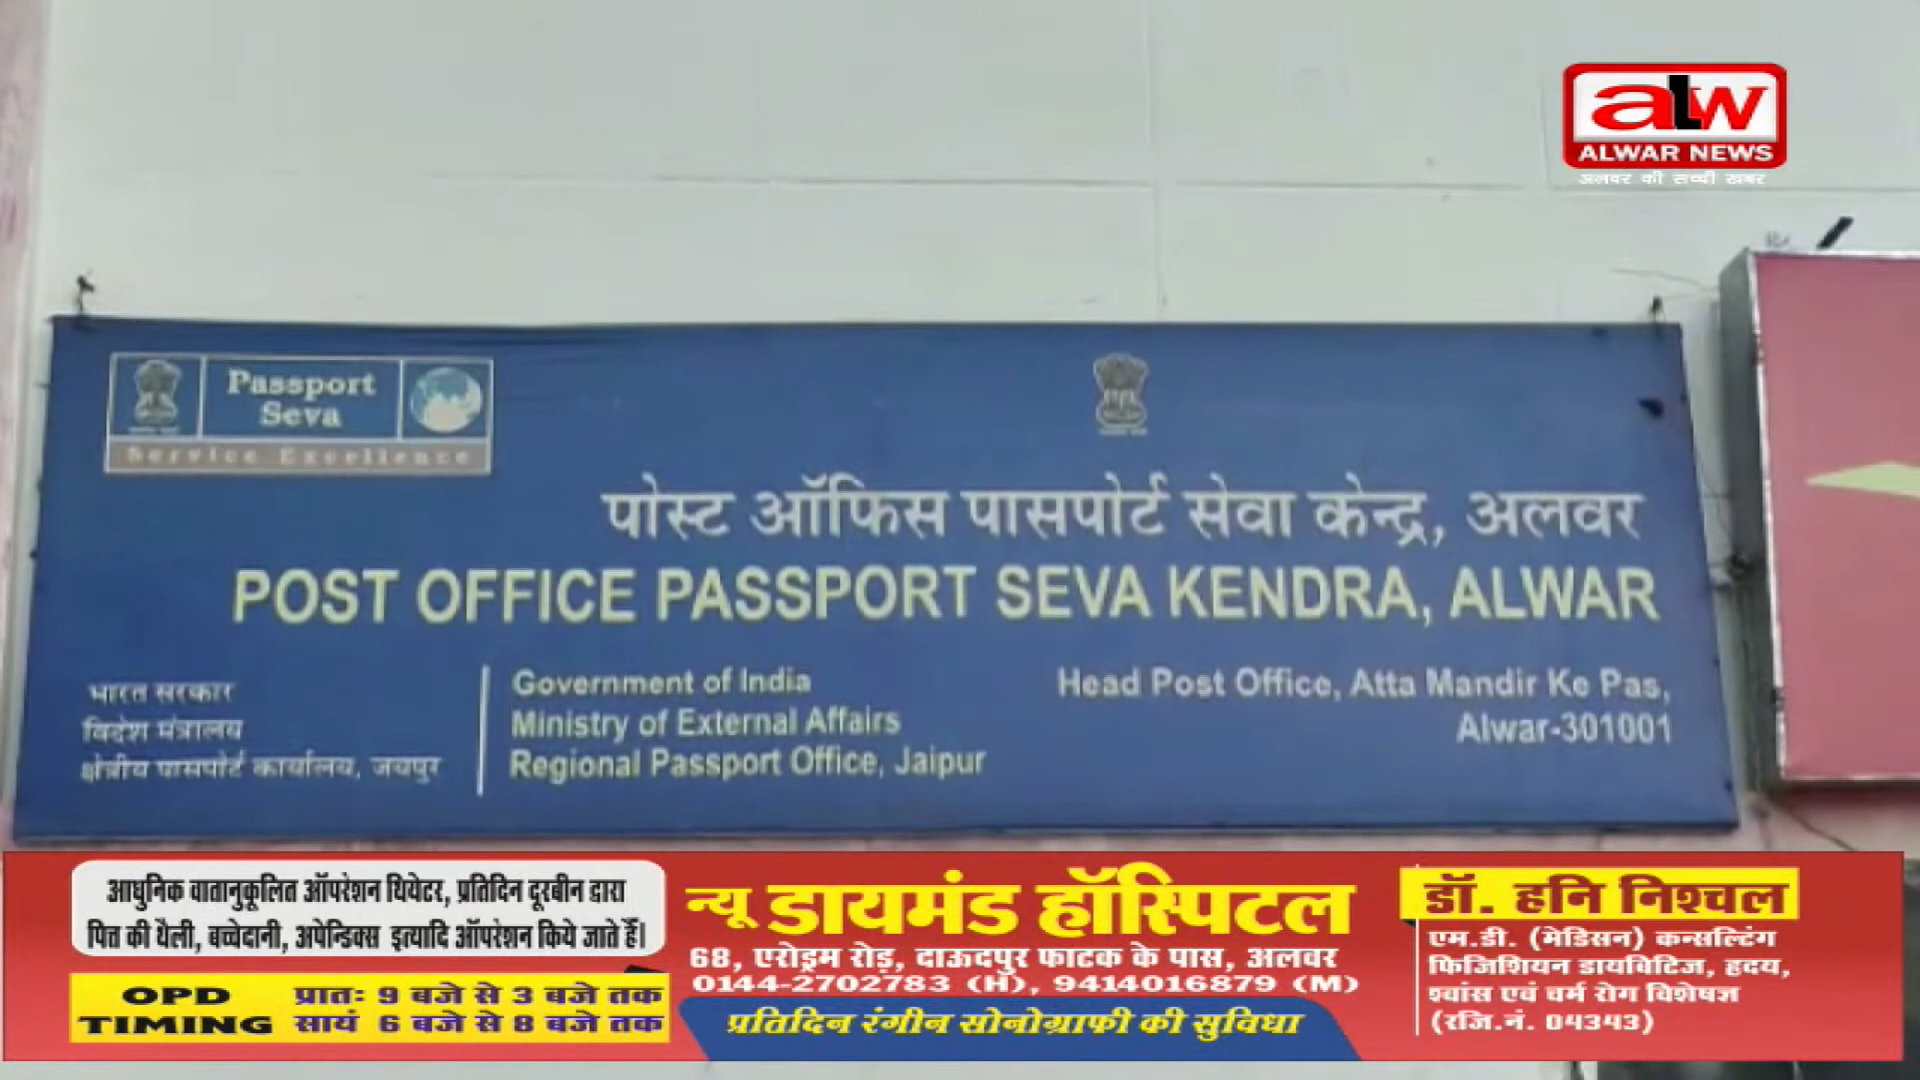 alw
ALWAR NEWS
अलवर की सच्ची खबर
Passport
Seva
Service Excellence
पोस्ट ऑफिस पासपोर्ट सेवा केन्द्र, अलवर
POST OFFICE PASSPORT SEVA KENDRA, ALWAR
भारत सरकार
विदेश मंत्रालय
क्षेत्रीय पासपोर्ट कार्यालय, जयपुर
Government of India
Ministry of External Affairs
Regional Passport Office, Jaipur
Head Post Office, Atta Mandir Ke Pas,
Alwar-301001
आधुनिक वातानुकूलित ऑपरेशन थियेटर, प्रतिदिन दूरबीन द्वारा
पित्त की थैली, बच्चेदानी, अपेन्डिक्स इत्यादि ऑपरेशन किये जाते हैं।
OPD TIMING
प्रातः 9 बजे से 3 बजे तक
सायं 6 बजे से 8 बजे तक
न्यू डायमंड हॉस्पिटल
68, एरोड्रम रोड़, दाऊदपुर फाटक के पास, अलवर
0144-2702783 (H), 9414016879 (M)
प्रतिदिन रंगीन सोनोग्राफी की सुविधा
डॉ. हनि निश्चल
एम.डी. (मेडिसन) कन्सल्टिंग
फिजिशियन डायबिटिज, हृदय,
श्वांस एवं चर्म रोग विशेषज्ञ
(रजि.नं. 04343)